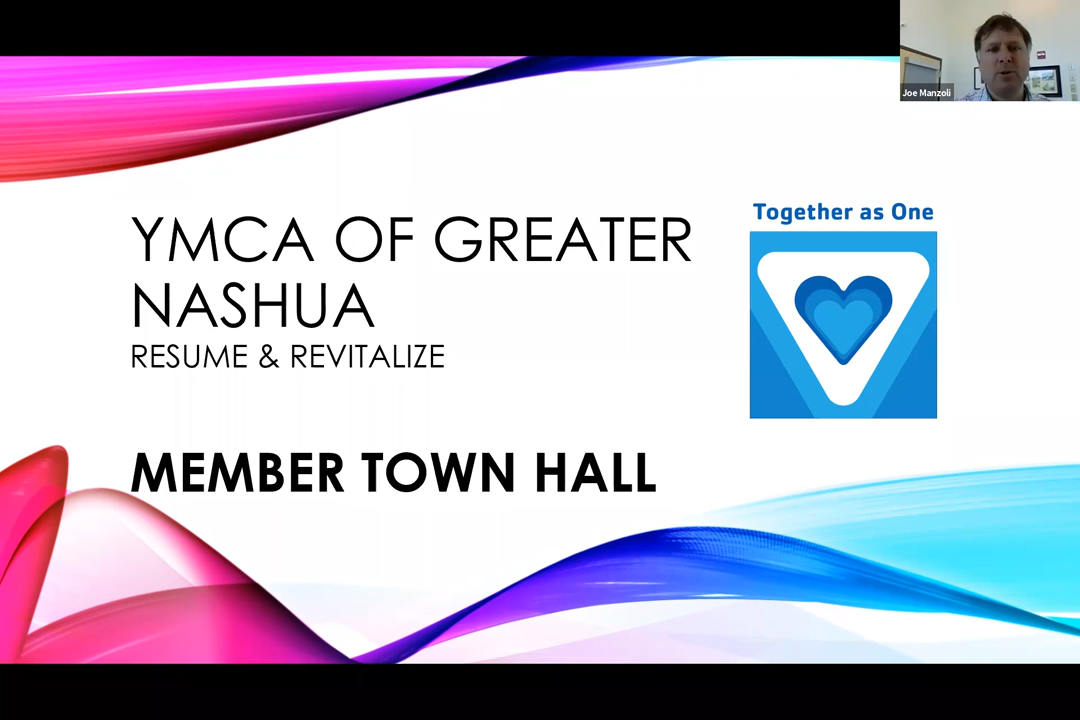 Joe Manzoli
YMCA OF GREATER
NASHUA
RESUME & REVITALIZE
MEMBER TOWN HALL
Together as One